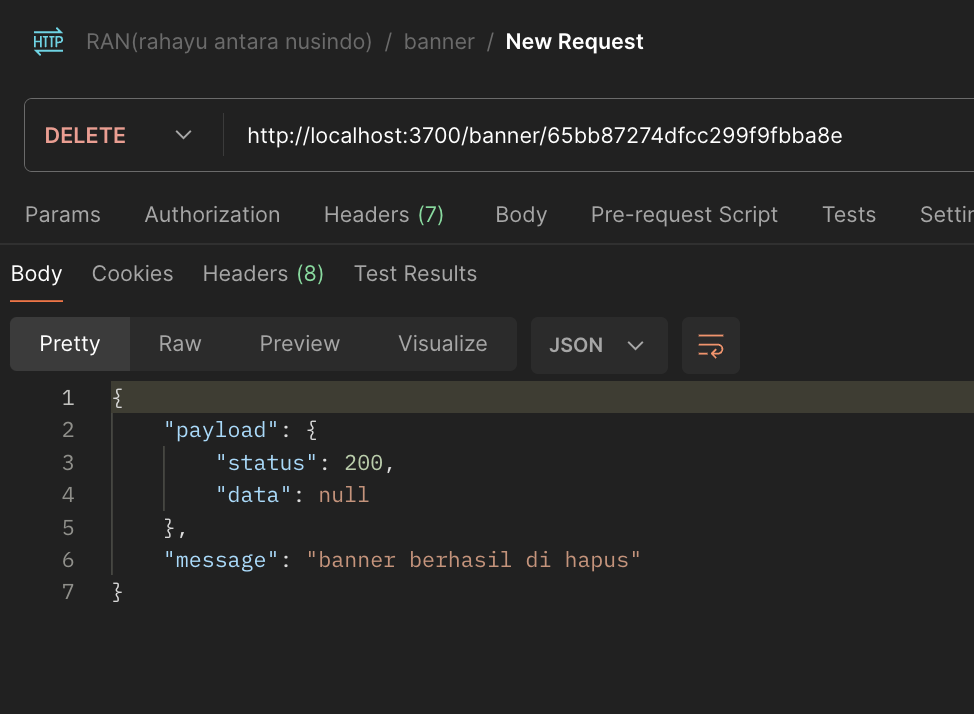 HTTP RAN(rahayu antara nusindo) / banner / New Request
DELETE http://localhost:3700/banner/65bb87274dfcc299f9fbba8e
Params Authorization Headers (7) Body Pre-request Script Tests Settin
Body Cookies Headers (8) Test Results
Pretty Raw Preview Visualize JSON
1 {
2 "payload": {
3 "status": 200,
4 "data": null
5 },
6 "message": "banner berhasil di hapus"
7 }